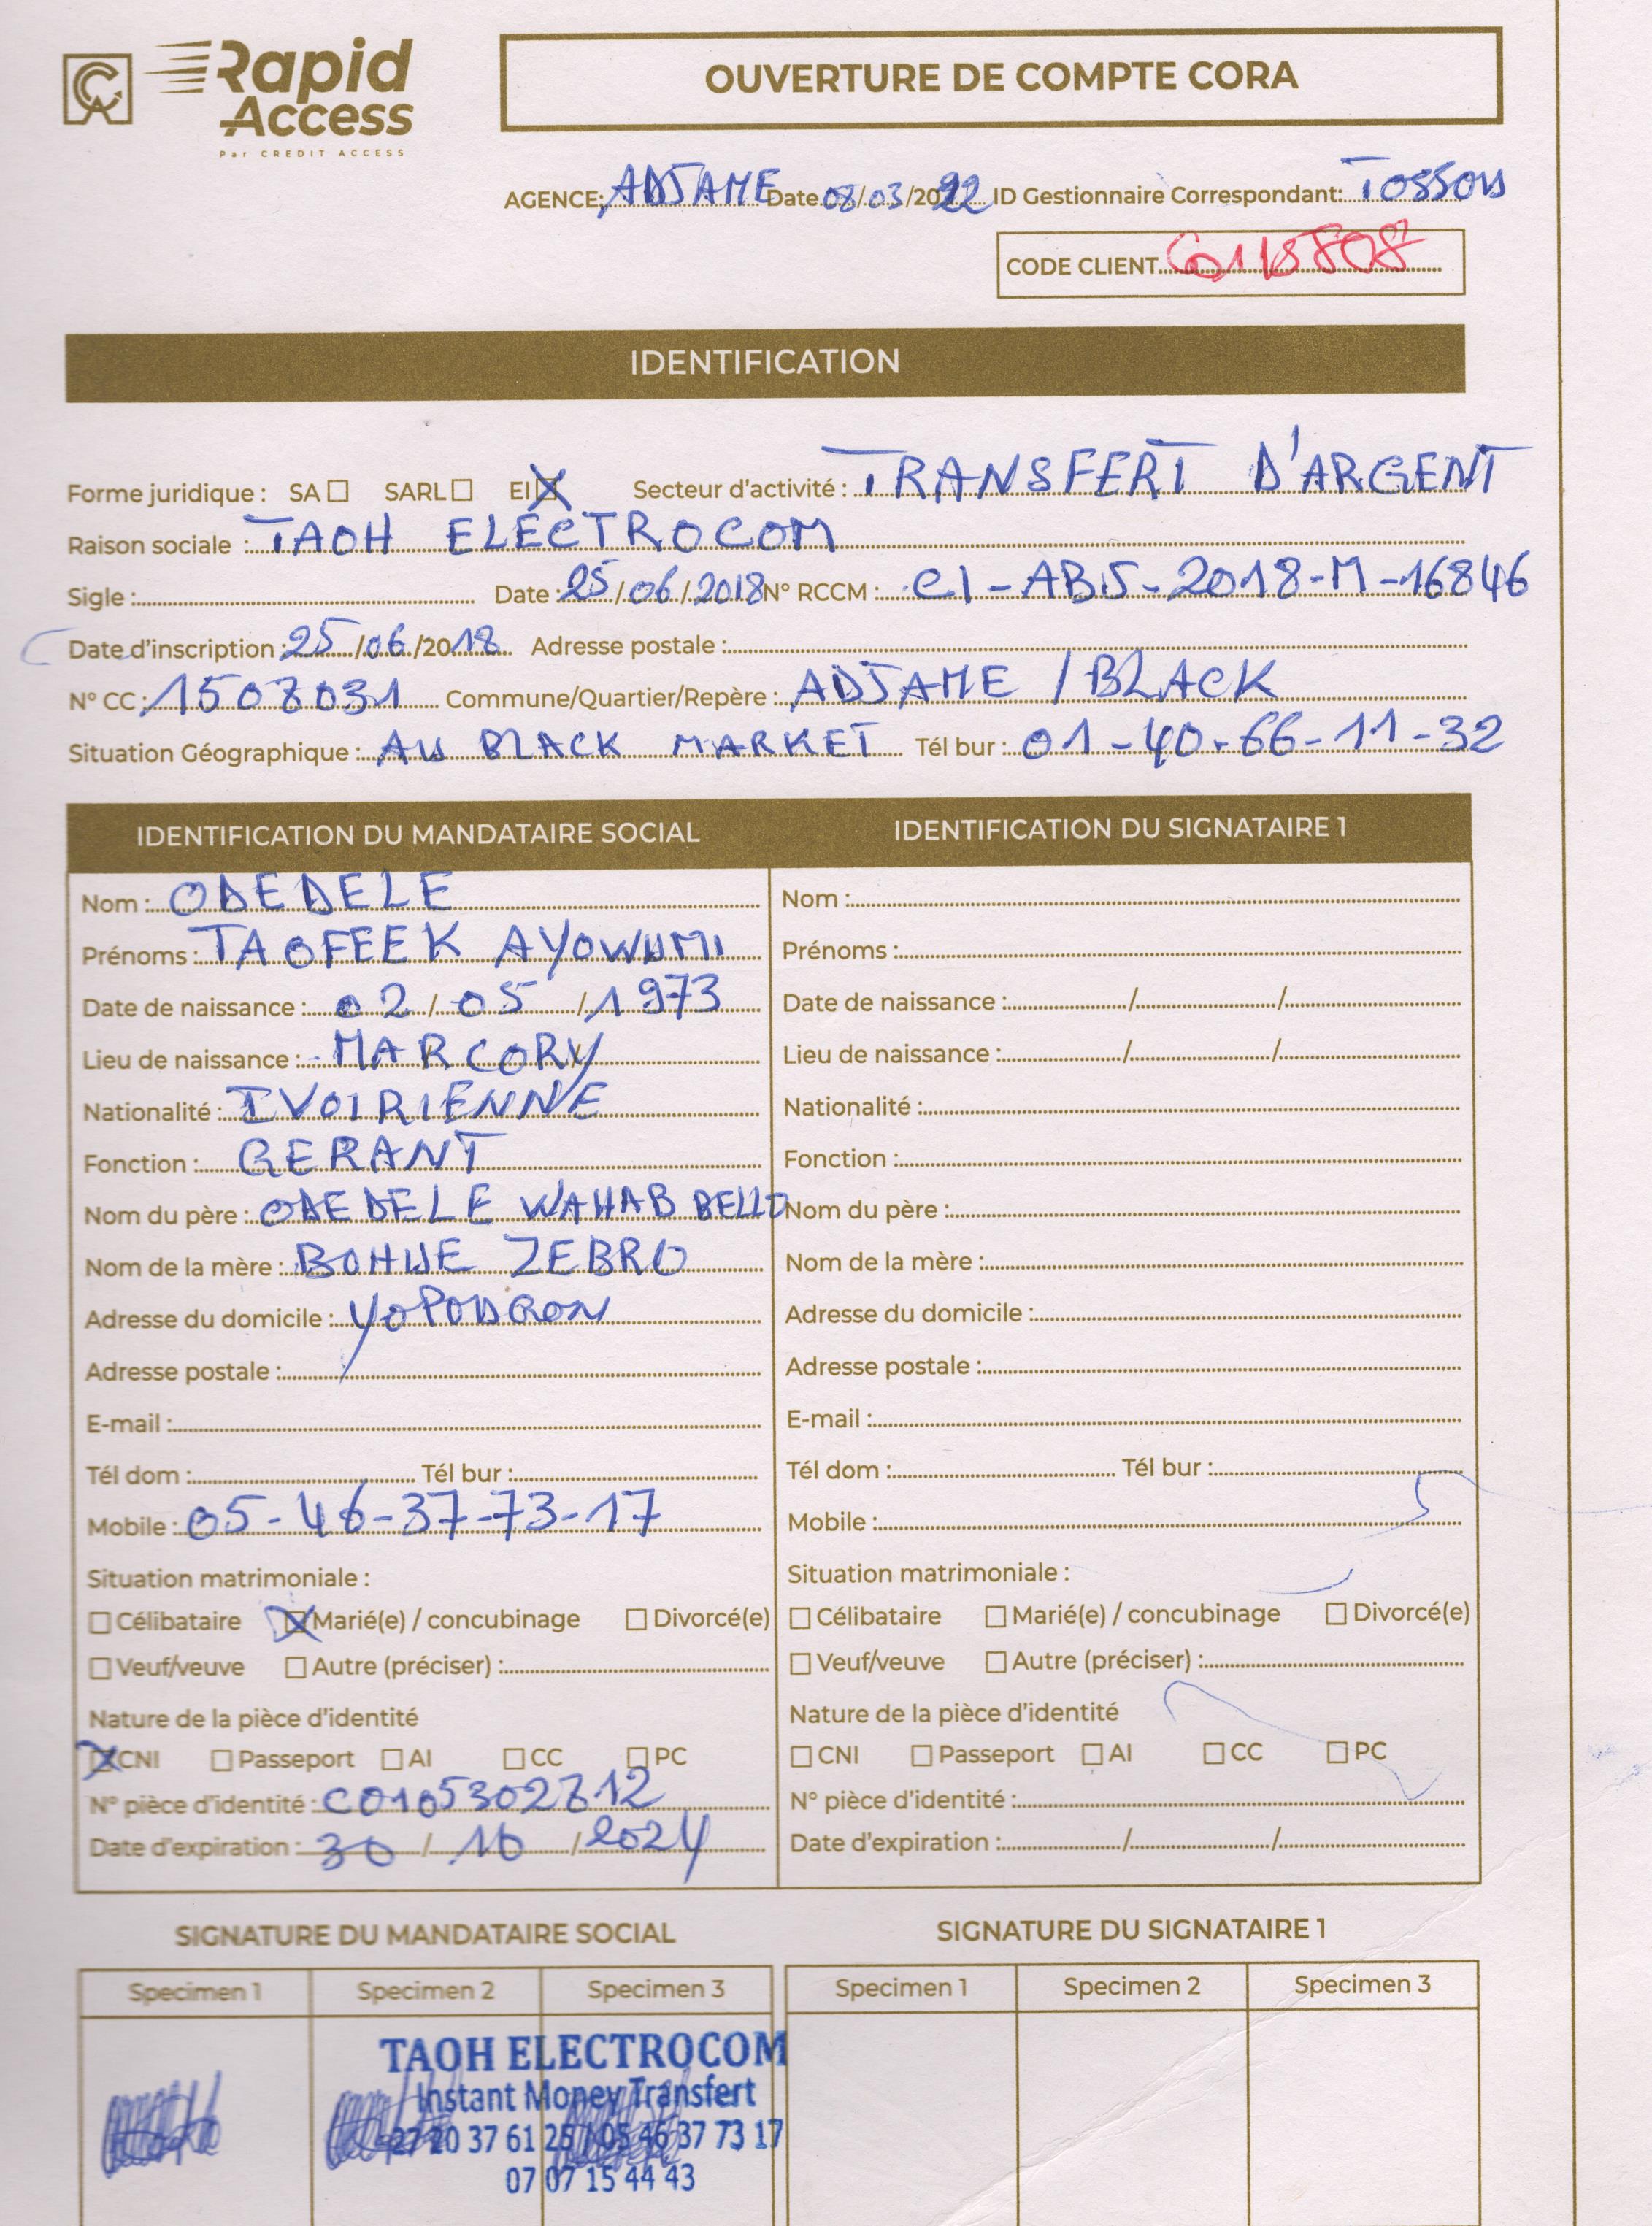 Rapid
Access
Par CREDIT ACCESS
OUVERTURE DE COMPTE CORA
AGENCE: ADJAME Date 08/03/2022 ID Gestionnaire Correspondant: TOSSOU
CODE CLIENT
IDENTIFICATION
Forme juridique : SA SARL EI Secteur d'activité : TRANSFERT D'ARGENT
Raison sociale : TAOH ELECTROCOM
Sigle : Date : 25/06/2018 N° RCCM : CI-ABJ-2018-M-16846
Date d'inscription : 25/06/2018 Adresse postale :
N° CC : Commune/Quartier/Repère : ADJAME / BLACK
Situation Géographique : AU BLACK MARKET Tél bur : 01-40-66-11-32
IDENTIFICATION DU MANDATAIRE SOCIAL
Nom : ODEDELE
Prénoms : TAOFEEK AYOWUMI
Date de naissance : 02/05/1973
Lieu de naissance : MARCORY
Nationalité : IVOIRIENNE
Fonction : GERANT
Nom du père : ODEDELE WAHAB BELLO
Nom de la mère : BOHUE ZEBRO
Adresse du domicile : YOPOUGON
Adresse postale :
E-mail :
Tél dom : Tél bur :
Mobile : 05-46-37-73-17
Situation matrimoniale :
Célibataire Marié(e) / concubinage Divorcé(e)
Veuf/veuve Autre (préciser) :
Nature de la pièce d'identité
CNI Passeport AI CC PC
N° pièce d'identité :
Date d'expiration : 30/10/2024
IDENTIFICATION DU SIGNATAIRE 1
Nom :
Prénoms :
Date de naissance : / /
Lieu de naissance : / /
Nationalité :
Fonction :
Nom du père :
Nom de la mère :
Adresse du domicile :
Adresse postale :
E-mail :
Tél dom : Tél bur :
Mobile :
Situation matrimoniale :
Célibataire Marié(e) / concubinage Divorcé(e)
Veuf/veuve Autre (préciser) :
Nature de la pièce d'identité
CNI Passeport AI CC PC
N° pièce d'identité :
Date d'expiration : / /
SIGNATURE DU MANDATAIRE SOCIAL
Specimen 1 Specimen 2 Specimen 3
TAOH ELECTROCOM
Instant Money Transfert
27 20 37 61 25 / 05 46 37 73 17
07 07 15 44 43
SIGNATURE DU SIGNATAIRE 1
Specimen 1 Specimen 2 Specimen 3